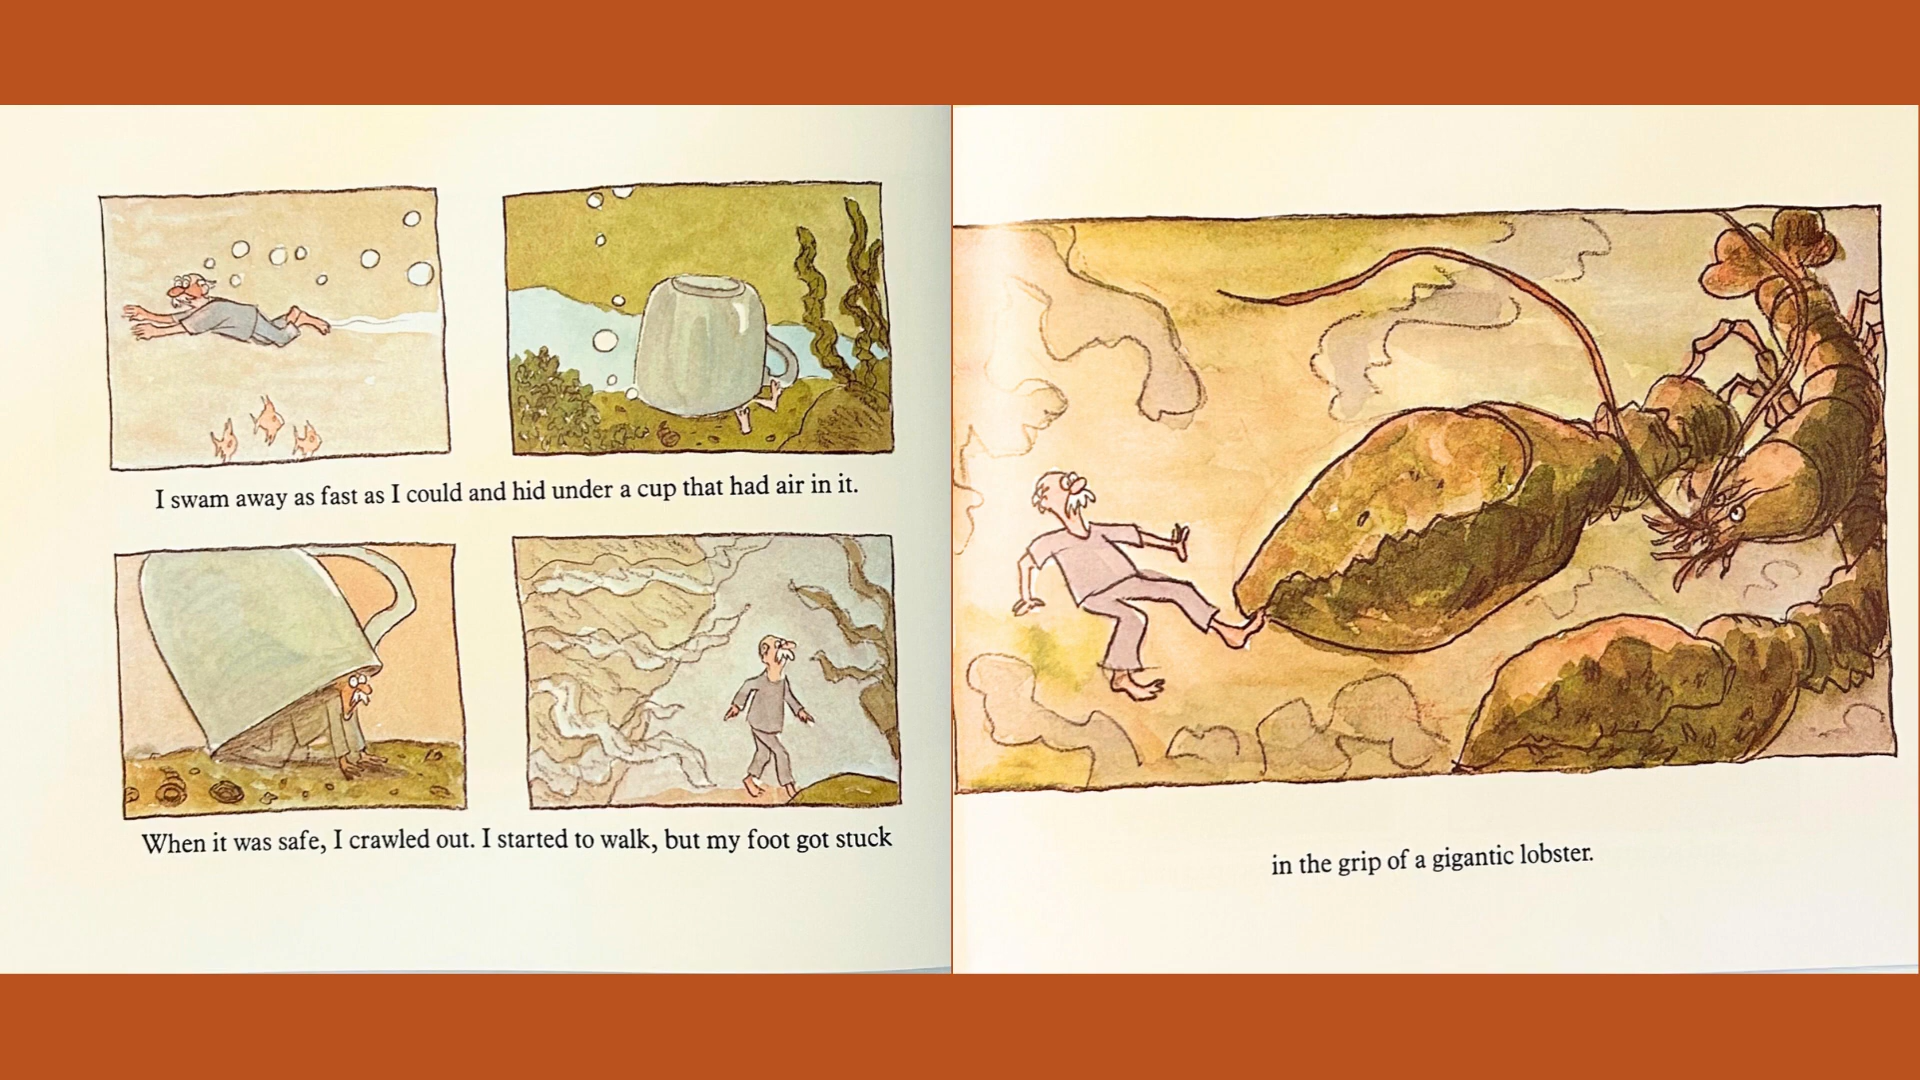 I swam away as fast as I could and hid under a cup that had air in it.
When it was safe, I crawled out. I started to walk, but my foot got stuck
in the grip of a gigantic lobster.